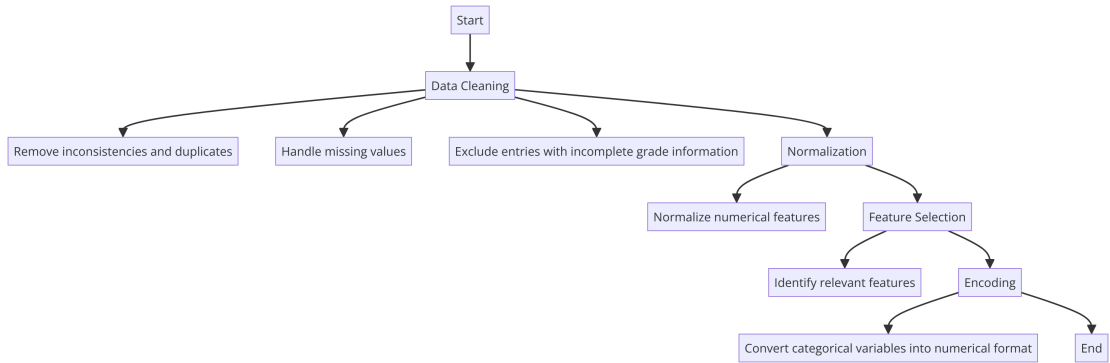 Start
Data Cleaning
Remove inconsistencies and duplicates
Handle missing values
Exclude entries with incomplete grade information
Normalization
Normalize numerical features
Feature Selection
Identify relevant features
Encoding
Convert categorical variables into numerical format
End